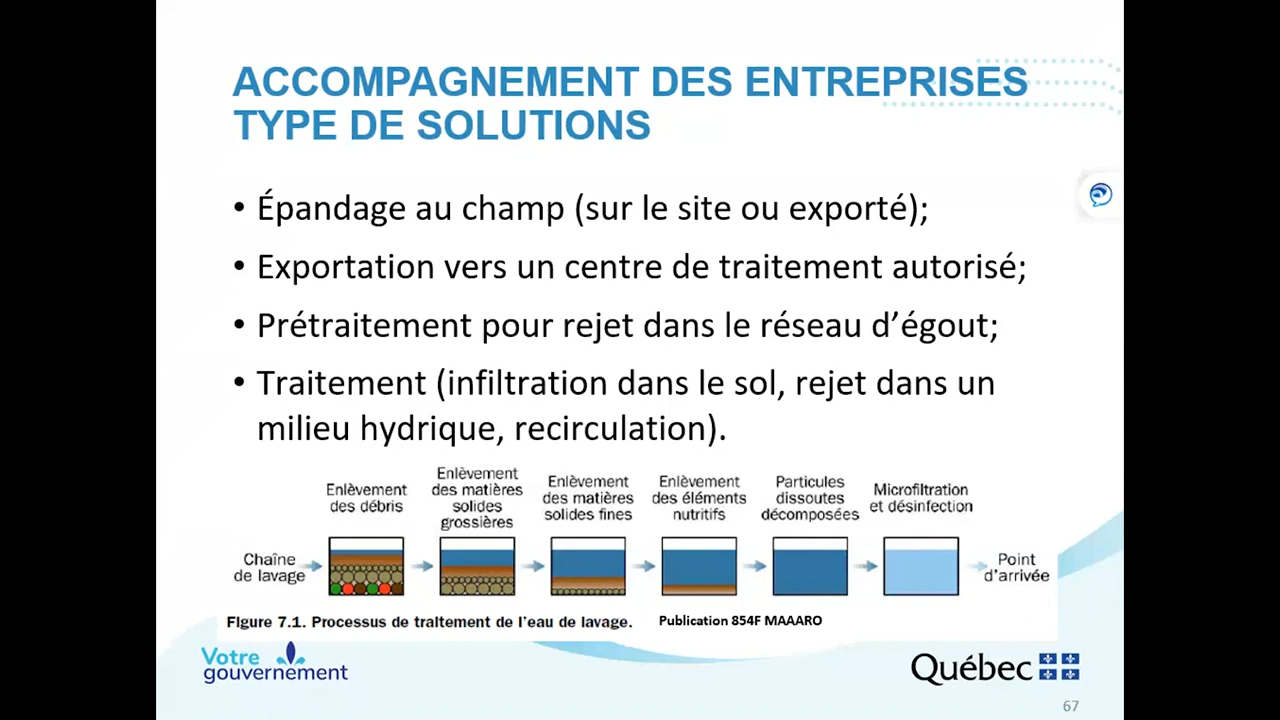 ACCOMPAGNEMENT DES ENTREPRISES
TYPE DE SOLUTIONS
• Épandage au champ (sur le site ou exporté);
• Exportation vers un centre de traitement autorisé;
• Prétraitement pour rejet dans le réseau d’égout;
• Traitement (infiltration dans le sol, rejet dans un
milieu hydrique, recirculation).
Chaîne
de lavage
Enlèvement
des débris
Enlèvement
des matières
solides
grossières
Enlèvement
des matières
solides fines
Enlèvement
des éléments
nutritifs
Particules
dissoutes
décomposées
Microfiltration
et désinfection
Point
d’arrivée
Figure 7.1. Processus de traitement de l’eau de lavage.
Publication 854F MAAARO
Votre
gouvernement
Québec
67